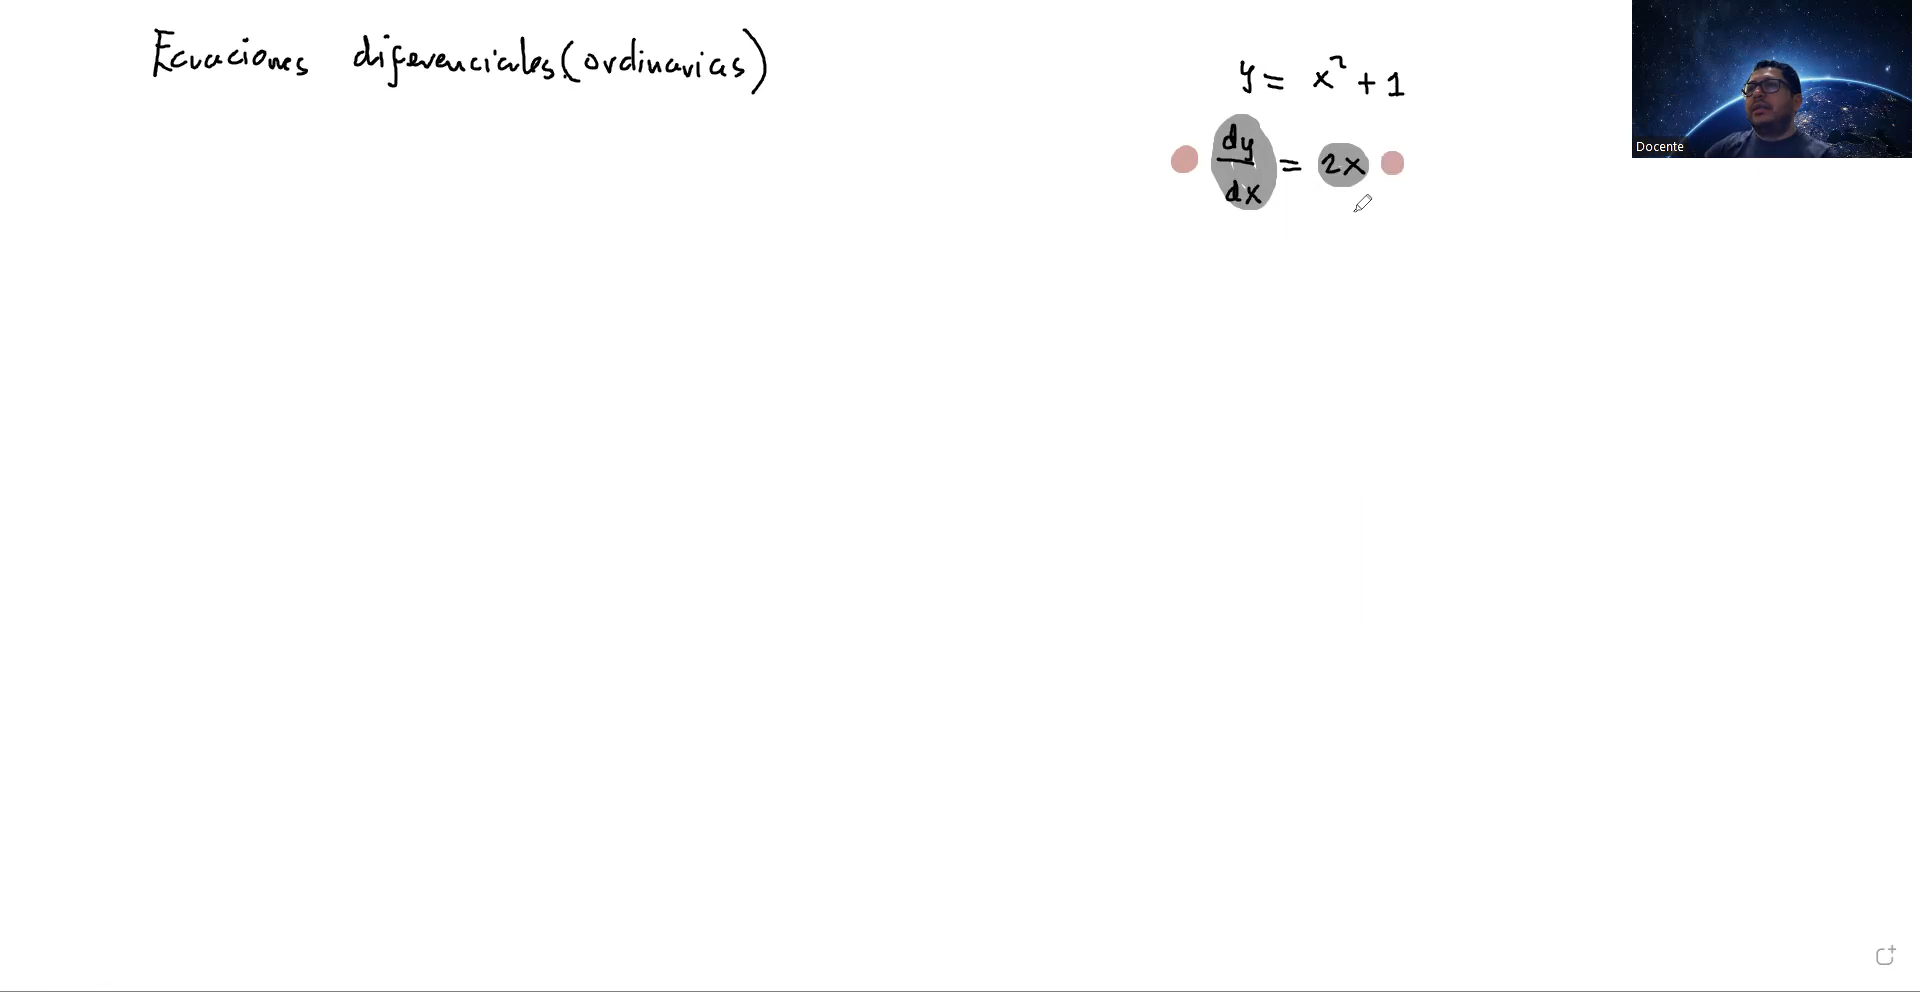 Ecuaciones diferenciales (ordinarias)
y = x² + 1
dy/dx = 2x
Docente